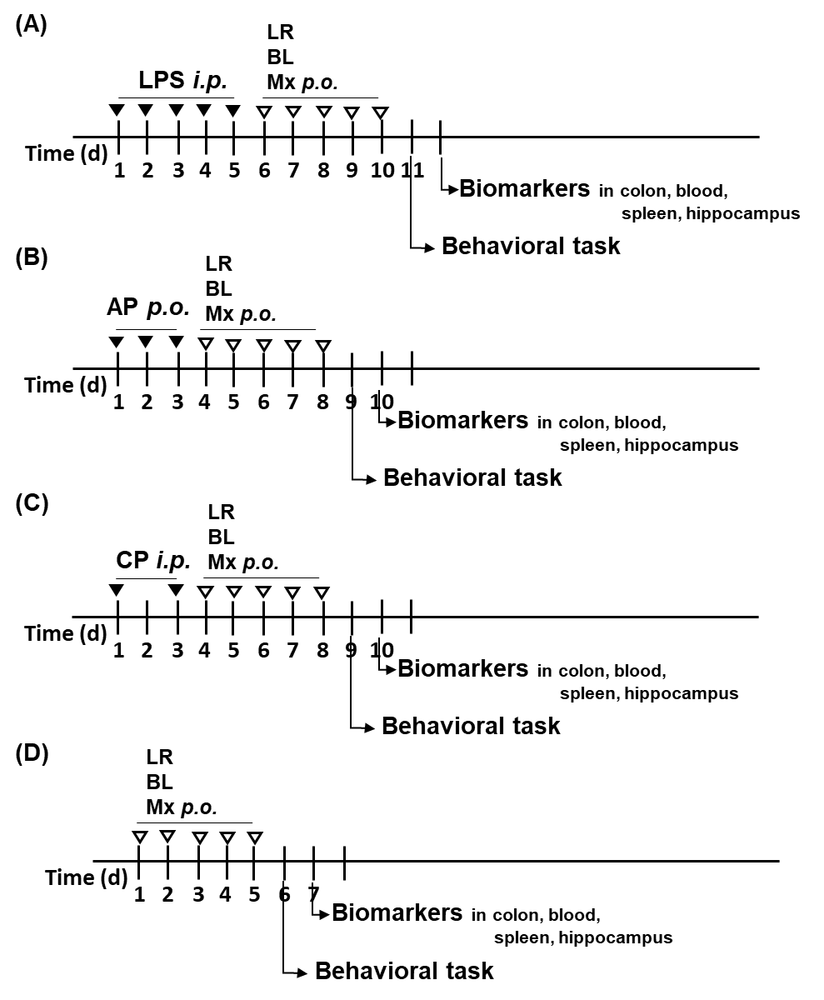 (A)
LR
BL
LPS i.p.
Mx p.o.
Time (d)
1 2 3 4 5 6 7 8 9 10 11
Biomarkers in colon, blood,
spleen, hippocampus
Behavioral task
(B)
LR
BL
AP p.o.
Mx p.o.
Time (d)
1 2 3 4 5 6 7 8 9 10
Biomarkers in colon, blood,
spleen, hippocampus
Behavioral task
(C)
LR
BL
CP i.p.
Mx p.o.
Time (d)
1 2 3 4 5 6 7 8 9 10
Biomarkers in colon, blood,
spleen, hippocampus
Behavioral task
(D)
LR
BL
Mx p.o.
Time (d)
1 2 3 4 5 6 7
Biomarkers in colon, blood,
spleen, hippocampus
Behavioral task